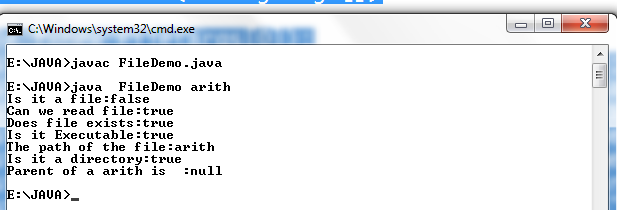 C:\Windows\system32\cmd.exe
E:\JAVA>javac FileDemo.java
E:\JAVA>java  FileDemo arith
Is it a file:false
Can we read file:true
Does file exists:true
Is it Executable:true
The path of the file:arith
Is it a directory:true
Parent of a arith is  :null
E:\JAVA>_